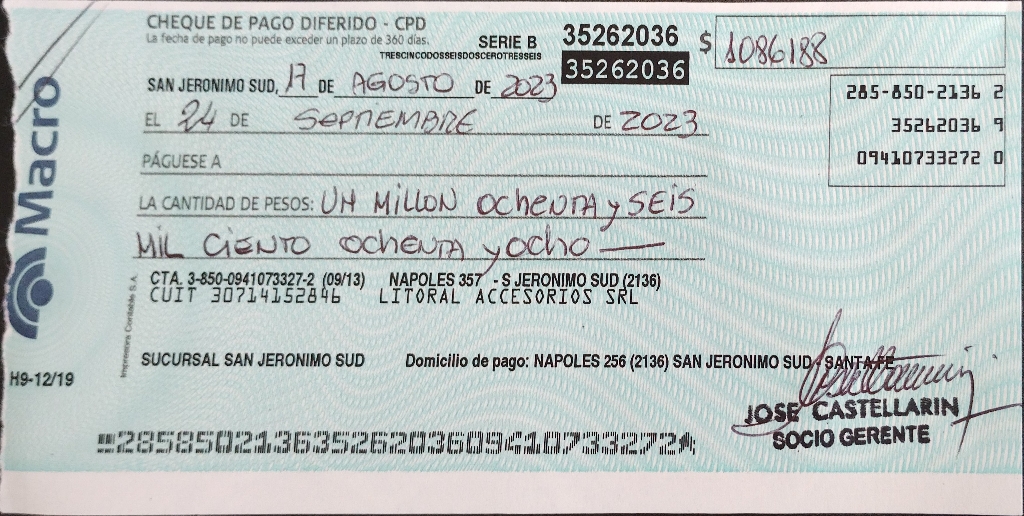 CHEQUE DE PAGO DIFERIDO - CPD
La fecha de pago no puede exceder un plazo de 360 días.
SERIE B 35262036
TRESCINCODOSSEISDOSCEROTRESSEIS
35262036
$ 1086188
SAN JERONIMO SUD, 17 DE AGOSTO DE 2023
285-850-2136 2
35262036 9
09410733272 0
EL 24 DE SEPTIEMBRE DE 2023
PÁGUESE A
LA CANTIDAD DE PESOS: UN MILLON OCHENTA y SEIS
MIL CIENTO OCHENTA y OCHO
CTA. 3-850-0941073327-2 (09/13) NAPOLES 357 - S JERONIMO SUD (2136)
CUIT 30714152846 LITORAL ACCESORIOS SRL
SUCURSAL SAN JERONIMO SUD Domicilio de pago: NAPOLES 256 (2136) SAN JERONIMO SUD - SANTA FE
JOSE CASTELLARIN
SOCIO GERENTE
28585021363526203609410733272
Macro
H9-12/19
Impresora Contable S.A.